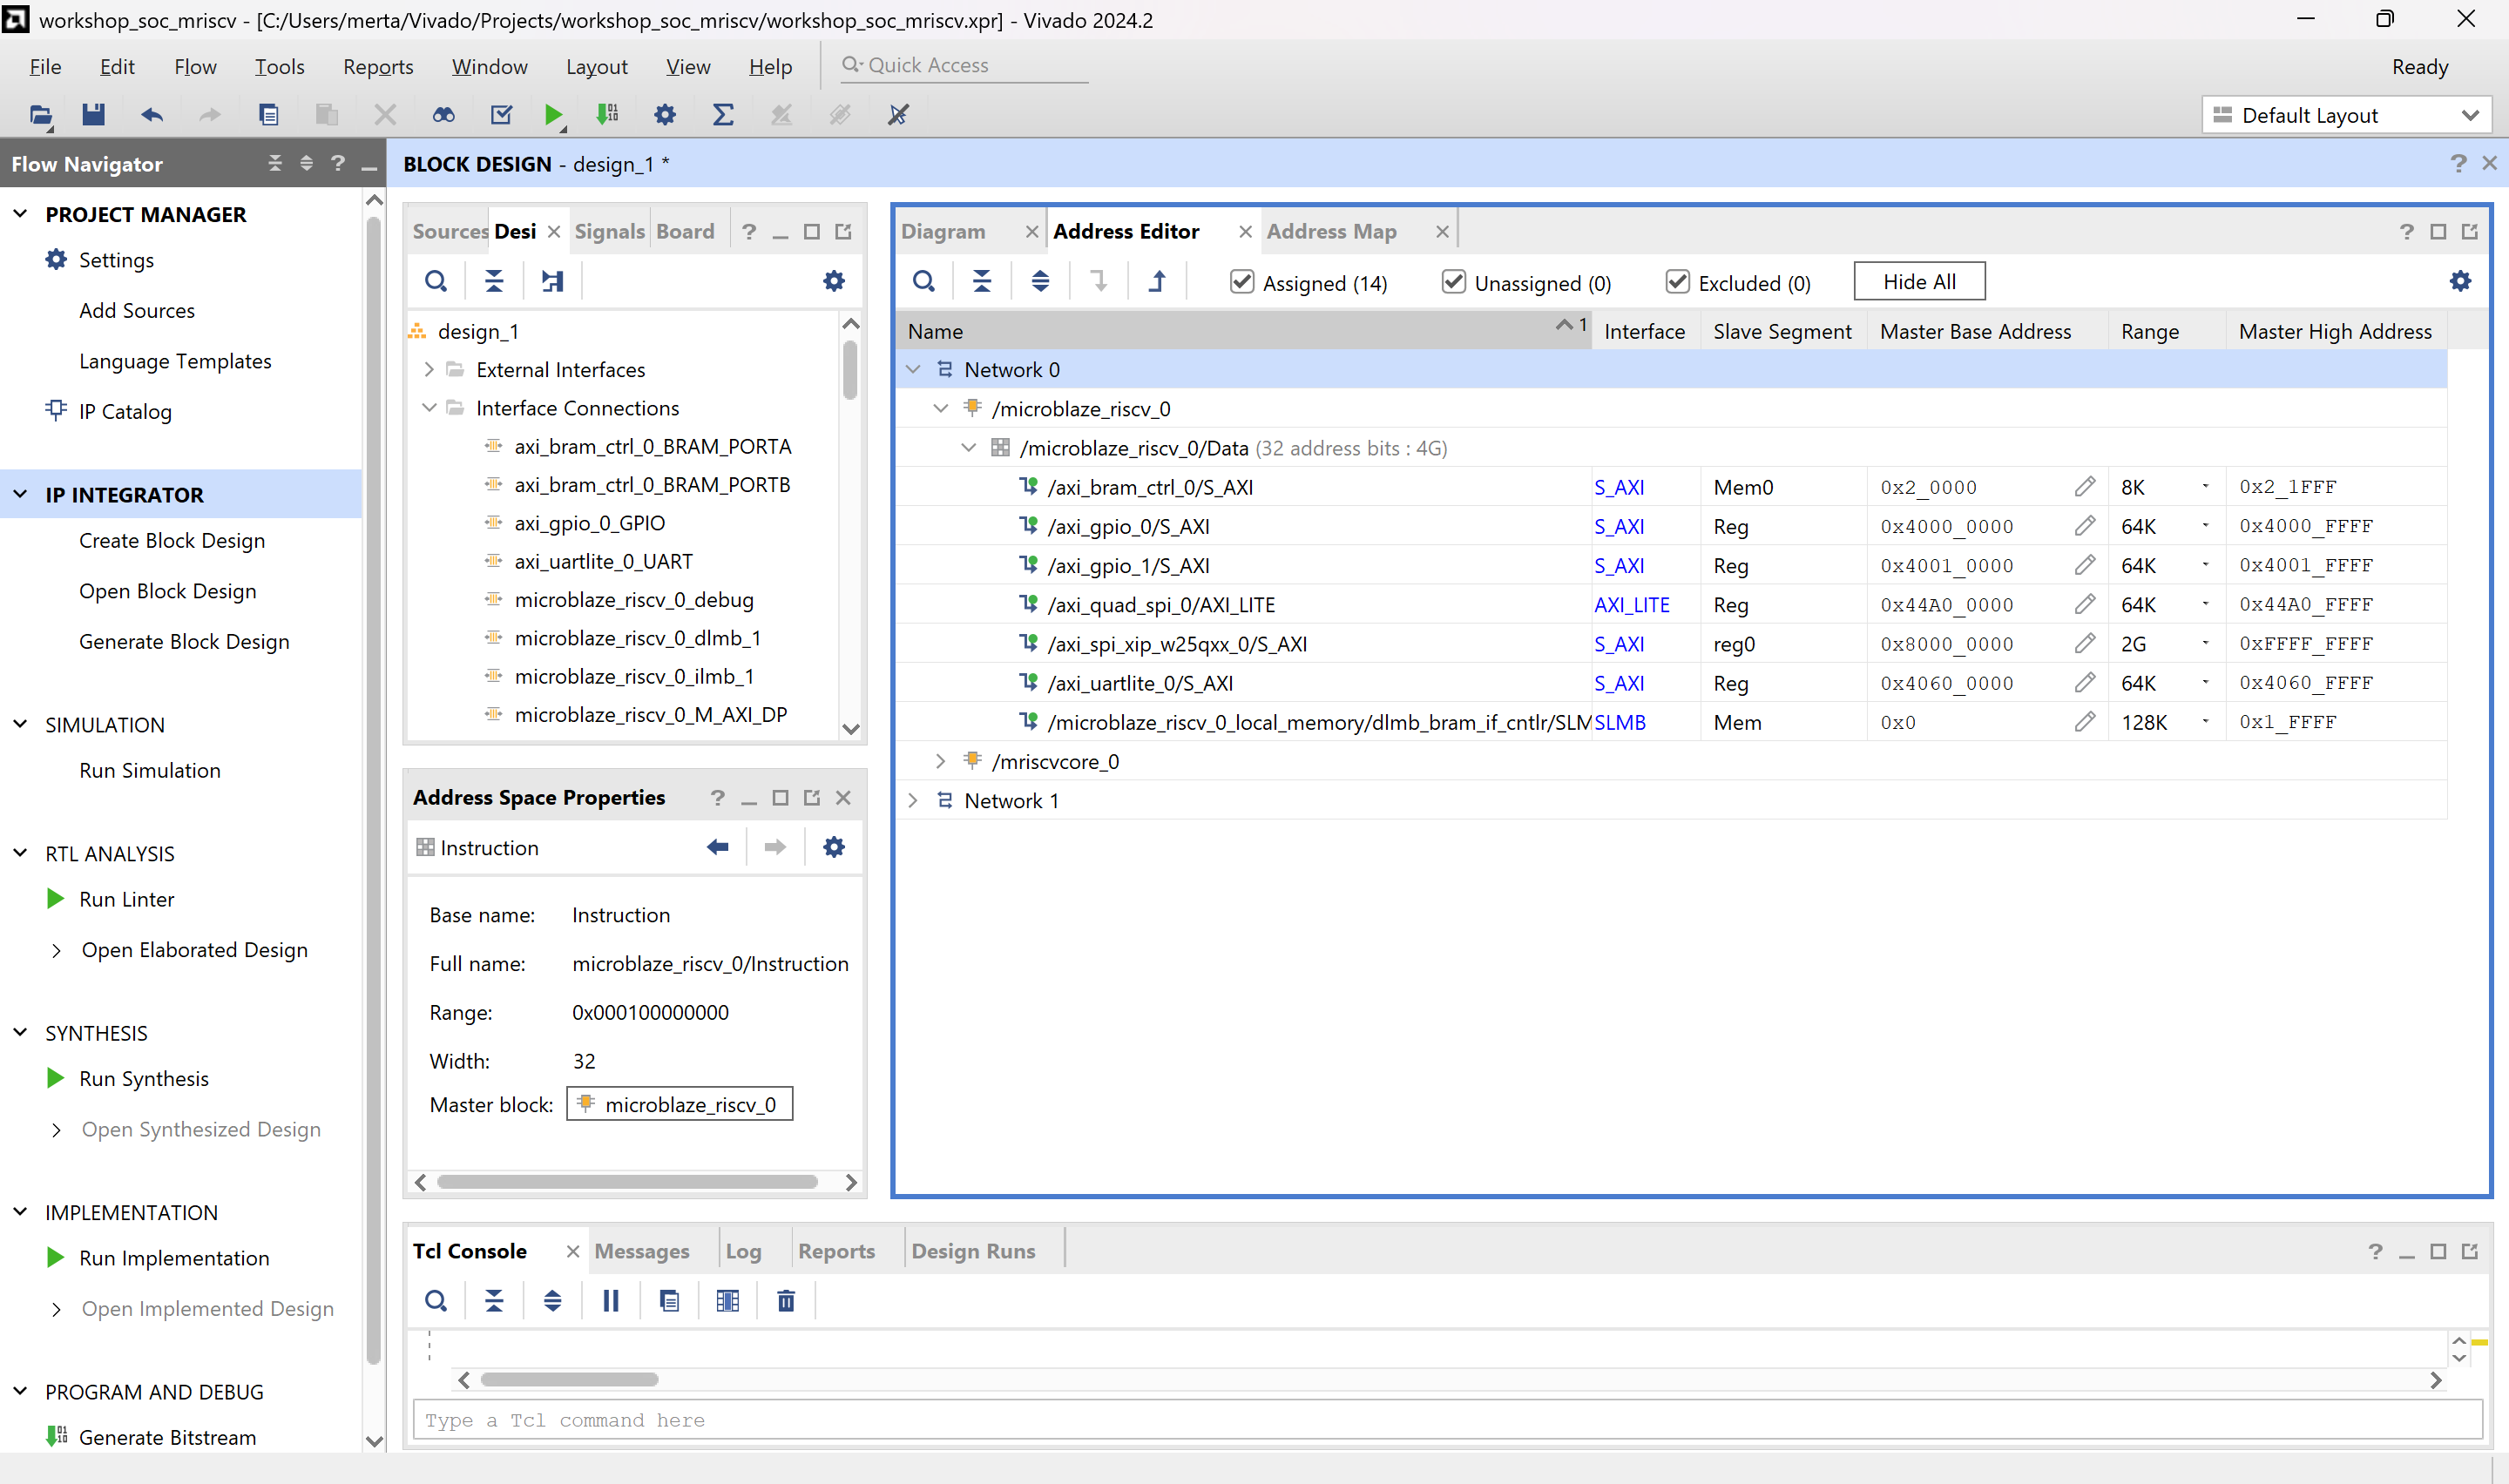 workshop_soc_mriscv - [C:/Users/merta/Vivado/Projects/workshop_soc_mriscv/workshop_soc_mriscv.xpr] - Vivado 2024.2
File Edit Flow Tools Reports Window Layout View Help Quick Access Ready
Default Layout
Flow Navigator
PROJECT MANAGER
Settings
Add Sources
Language Templates
IP Catalog
IP INTEGRATOR
Create Block Design
Open Block Design
Generate Block Design
SIMULATION
Run Simulation
RTL ANALYSIS
Run Linter
Open Elaborated Design
SYNTHESIS
Run Synthesis
Open Synthesized Design
IMPLEMENTATION
Run Implementation
Open Implemented Design
PROGRAM AND DEBUG
Generate Bitstream
BLOCK DESIGN - design_1 *
Sources Desi Signals Board
design_1
External Interfaces
Interface Connections
axi_bram_ctrl_0_BRAM_PORTA
axi_bram_ctrl_0_BRAM_PORTB
axi_gpio_0_GPIO
axi_uartlite_0_UART
microblaze_riscv_0_debug
microblaze_riscv_0_dlmb_1
microblaze_riscv_0_ilmb_1
microblaze_riscv_0_M_AXI_DP
Address Space Properties
Instruction
Base name: Instruction
Full name: microblaze_riscv_0/Instruction
Range: 0x000100000000
Width: 32
Master block: microblaze_riscv_0
Diagram Address Editor Address Map
Assigned (14) Unassigned (0) Excluded (0) Hide All
Name 1 Interface Slave Segment Master Base Address Range Master High Address
Network 0
/microblaze_riscv_0
/microblaze_riscv_0/Data (32 address bits : 4G)
/axi_bram_ctrl_0/S_AXI S_AXI Mem0 0x2_0000 8K 0x2_1FFF
/axi_gpio_0/S_AXI S_AXI Reg 0x4000_0000 64K 0x4000_FFFF
/axi_gpio_1/S_AXI S_AXI Reg 0x4001_0000 64K 0x4001_FFFF
/axi_quad_spi_0/AXI_LITE AXI_LITE Reg 0x44A0_0000 64K 0x44A0_FFFF
/axi_spi_xip_w25qxx_0/S_AXI S_AXI reg0 0x8000_0000 2G 0xFFFF_FFFF
/axi_uartlite_0/S_AXI S_AXI Reg 0x4060_0000 64K 0x4060_FFFF
/microblaze_riscv_0_local_memory/dlmb_bram_if_cntlr/SLM SLMB Mem 0x0 128K 0x1_FFFF
/mriscvcore_0
Network 1
Tcl Console Messages Log Reports Design Runs
Type a Tcl command here